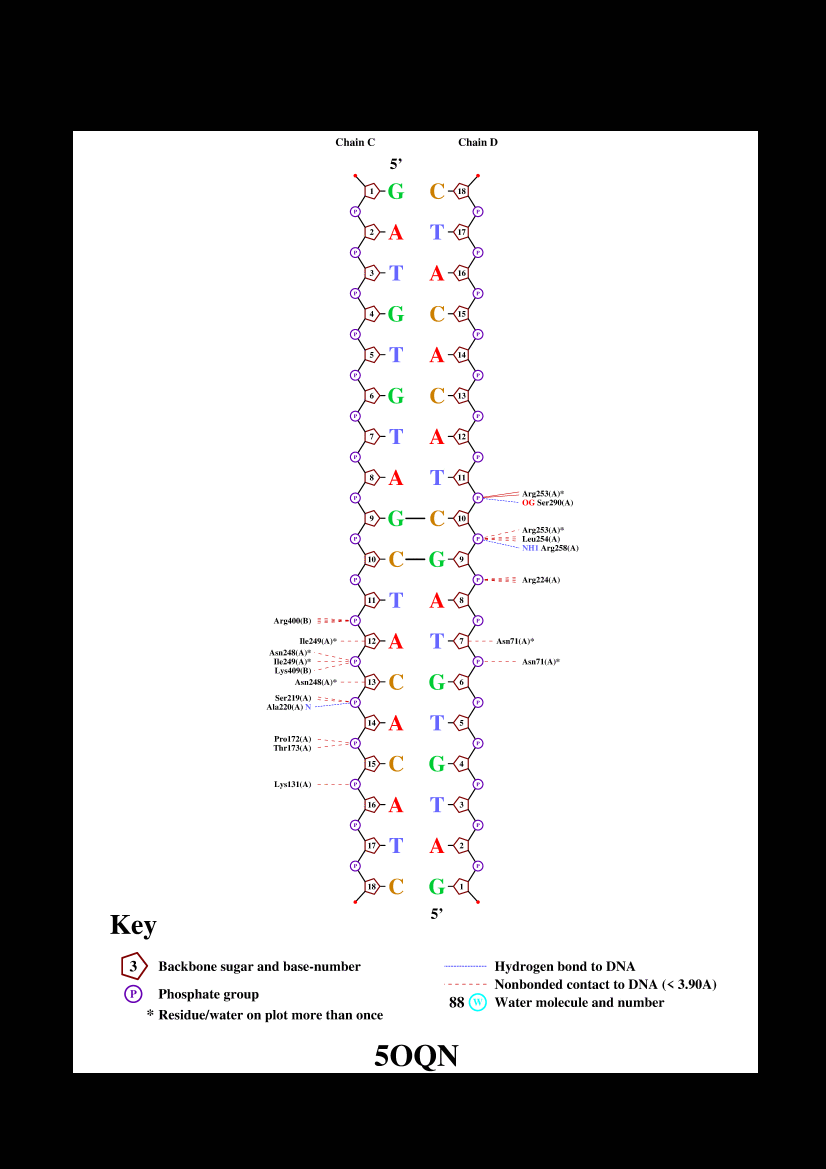 Chain C Chain D
5’
1 G C 18
P P
2 A T 17
P P
3 T A 16
P P
4 G C 15
P P
5 T A 14
P P
6 G C 13
P P
7 T A 12
P P
8 A T 11
P P Arg253(A)*
OG Ser290(A)
9 G C 10
P P Arg253(A)*
Leu254(A)
NH1 Arg258(A)
10 C G 9
P P Arg224(A)
11 T A 8
Arg400(B) P P
Ile249(A)* 12 A T 7 Asn71(A)*
Asn248(A)*
Ile249(A)* P P Asn71(A)*
Lys409(B)
Asn248(A)* 13 C G 6
Ser219(A) P P
Ala220(A) N
14 A T 5
Pro172(A) P P
Thr173(A)
15 C G 4
Lys131(A) P P
16 A T 3
P P
17 T A 2
P P
18 C G 1
5’
Key
3 Backbone sugar and base-number
P Phosphate group
* Residue/water on plot more than once
Hydrogen bond to DNA
Nonbonded contact to DNA (< 3.90A)
88 W Water molecule and number
5OQN